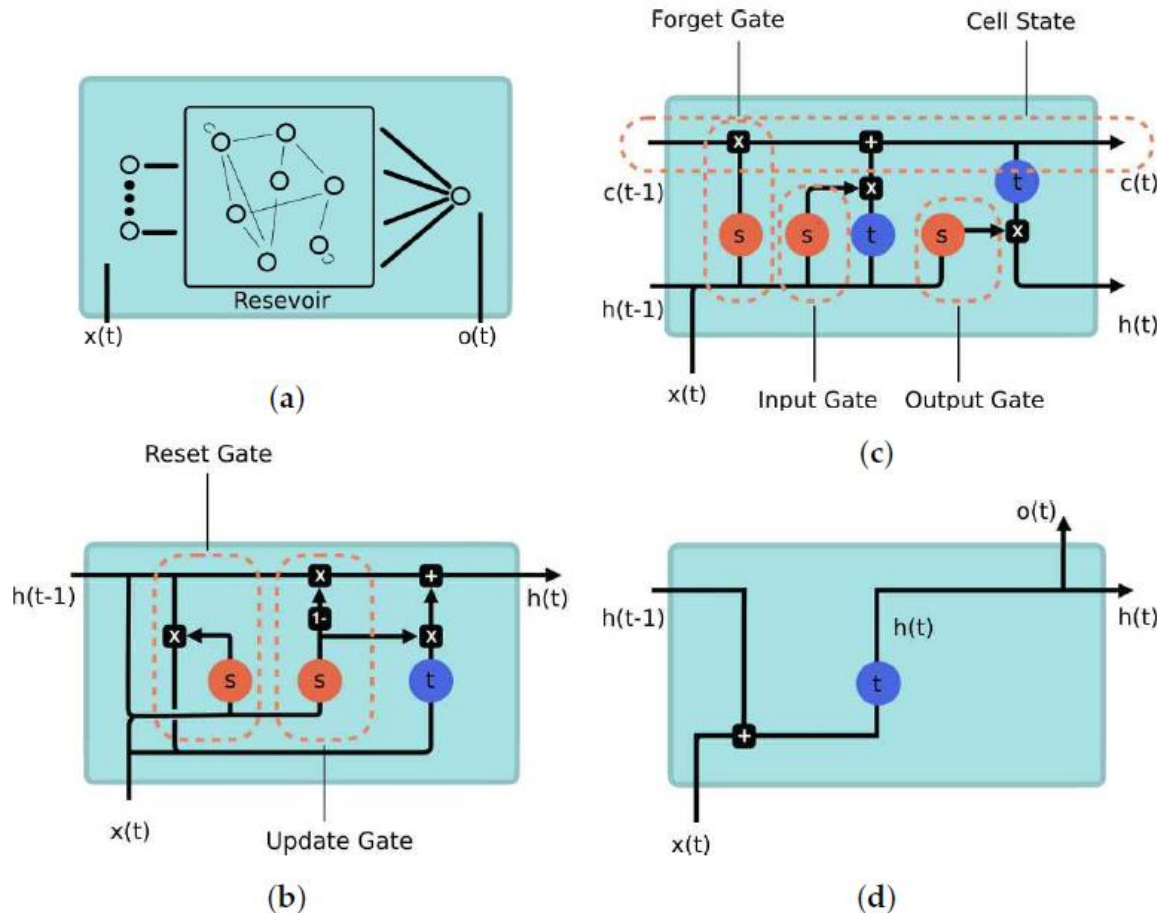 Resevoir
x(t)
o(t)
(a)
Forget Gate
Cell State
x
+
x
t
c(t-1)
c(t)
s
s
t
s
x
h(t-1)
h(t)
x(t)
Input Gate
Output Gate
(c)
Reset Gate
h(t-1)
x
+
h(t)
1-
x
x
s
s
t
x(t)
Update Gate
(b)
o(t)
h(t-1)
h(t)
h(t)
t
+
x(t)
(d)